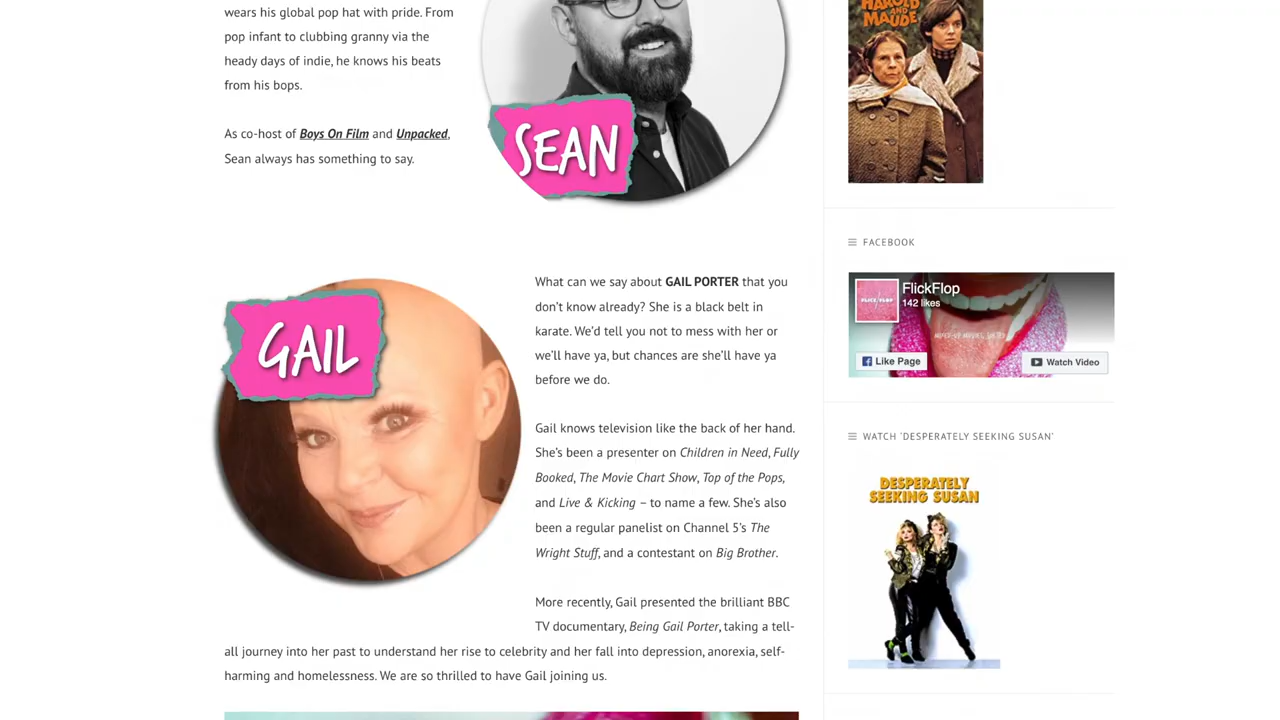 wears his global pop hat with pride. From
pop infant to clubbing granny via the
heady days of indie, he knows his beats
from his bops.
As co-host of Boys On Film and Unpacked,
Sean always has something to say.
SEAN
GAIL
What can we say about GAIL PORTER that you
don't know already? She is a black belt in
karate. We'd tell you not to mess with her or
we'll have ya, but chances are she'll have ya
before we do.
Gail knows television like the back of her hand.
She's been a presenter on Children in Need, Fully
Booked, The Movie Chart Show, Top of the Pops,
and Live & Kicking – to name a few. She's also
been a regular panelist on Channel 5's The
Wright Stuff, and a contestant on Big Brother.
More recently, Gail presented the brilliant BBC
TV documentary, Being Gail Porter, taking a tell-
all journey into her past to understand her rise to celebrity and her fall into depression, anorexia, self-
harming and homelessness. We are so thrilled to have Gail joining us.
HAROLD
AND
MAUDE
FACEBOOK
FLICK FLOP
FlickFlop
142 likes
Like Page
Watch Video
WATCH 'DESPERATELY SEEKING SUSAN'
DESPERATELY
SEEKING SUSAN